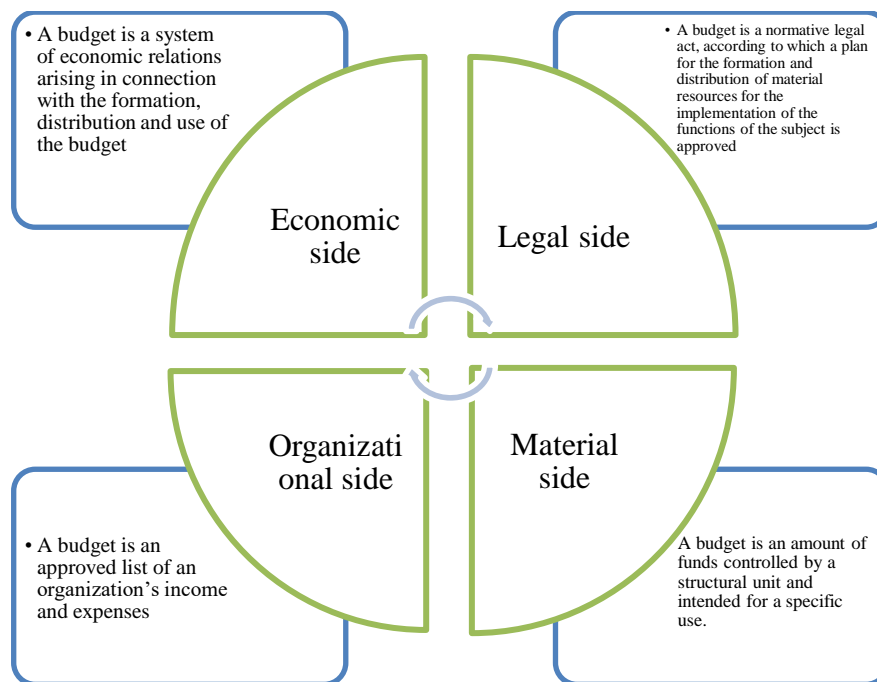 • A budget is a system
of economic relations
arising in connection
with the formation,
distribution and use of
the budget
• A budget is a normative legal
act, according to which a plan
for the formation and
distribution of material
resources for the
implementation of the
functions of the subject is
approved
Economic
side
Legal side
Organizati
onal side
Material
side
• A budget is an
approved list of an
organization’s income
and expenses
A budget is an amount of
funds controlled by a
structural unit and
intended for a specific
use.